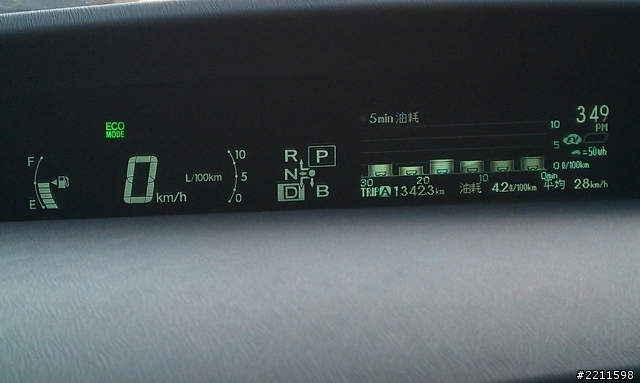 ECO
MODE
F
E
0 km/h
L/100km
10
5
0
R P
N
D B
5min 油耗
10
5
0 ℓ/100km
349
PM
EV
=50wh
30 20 10 0min
TRIP A 1342.3km 油耗 4.2ℓ/100km 平均 28km/h
#2211598